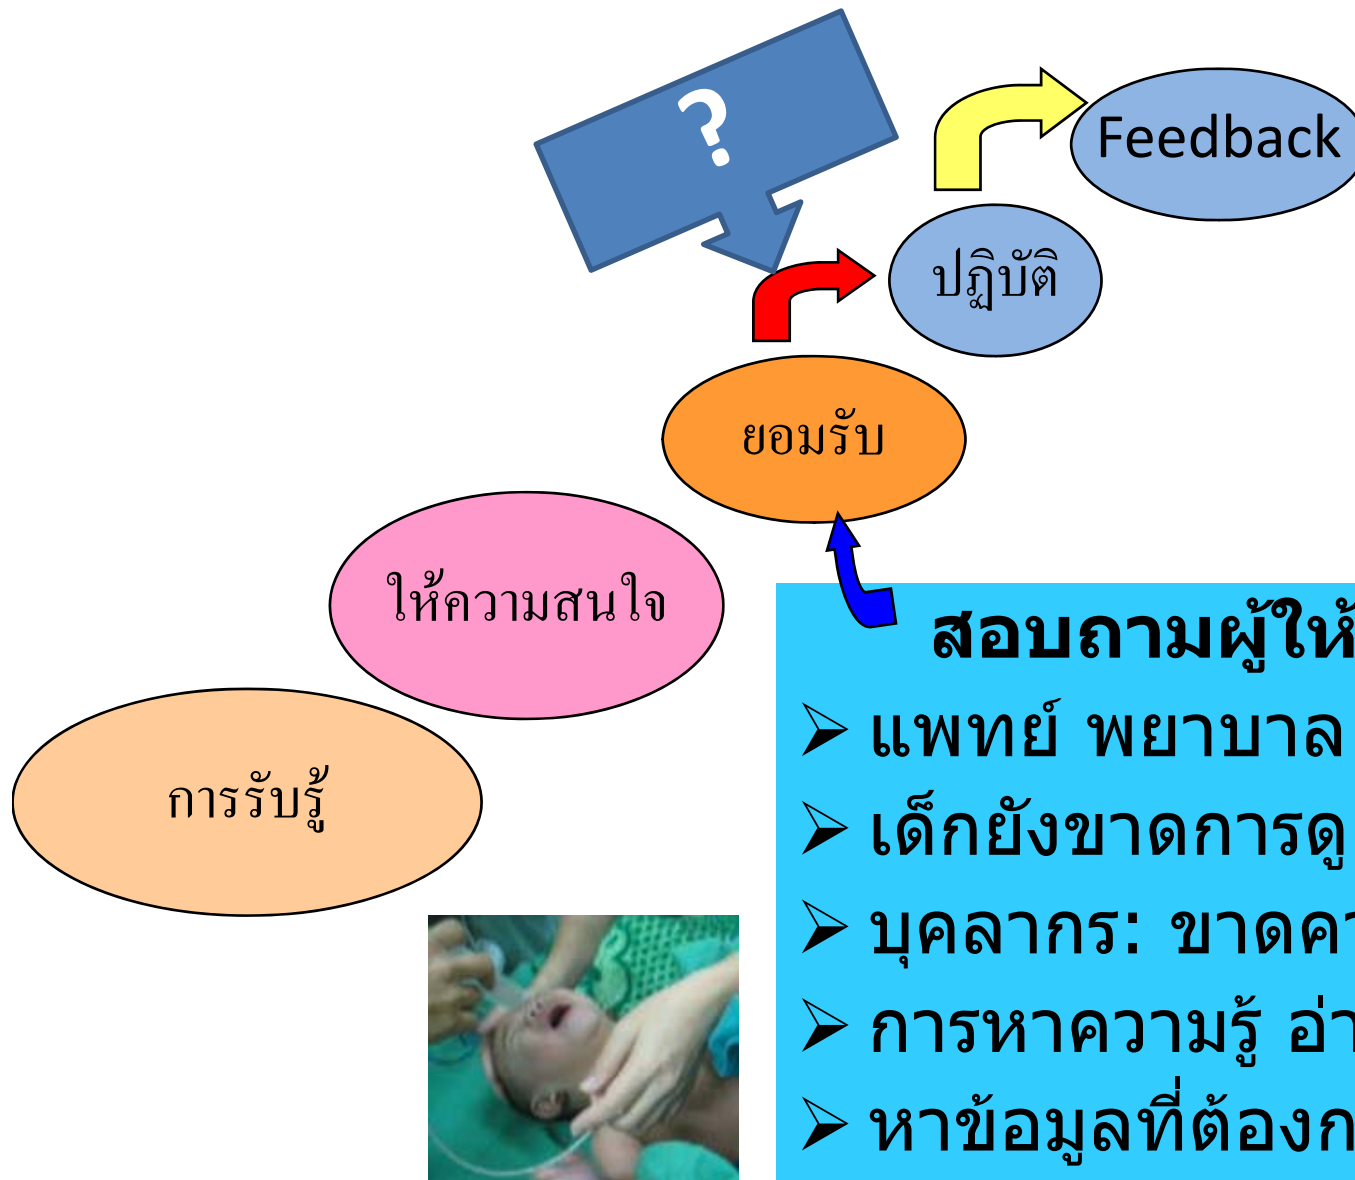 ?
Feedback
ปฏิบัติ
ยอมรับ
ให้ความสนใจ
การรับรู้
สอบถามผู้ให้
➢ แพทย์ พยาบาล
➢ เด็กยังขาดการดู
➢ บุคลากร: ขาดคว
➢ การหาความรู้ อ่า
➢ หาข้อมูลที่ต้องก